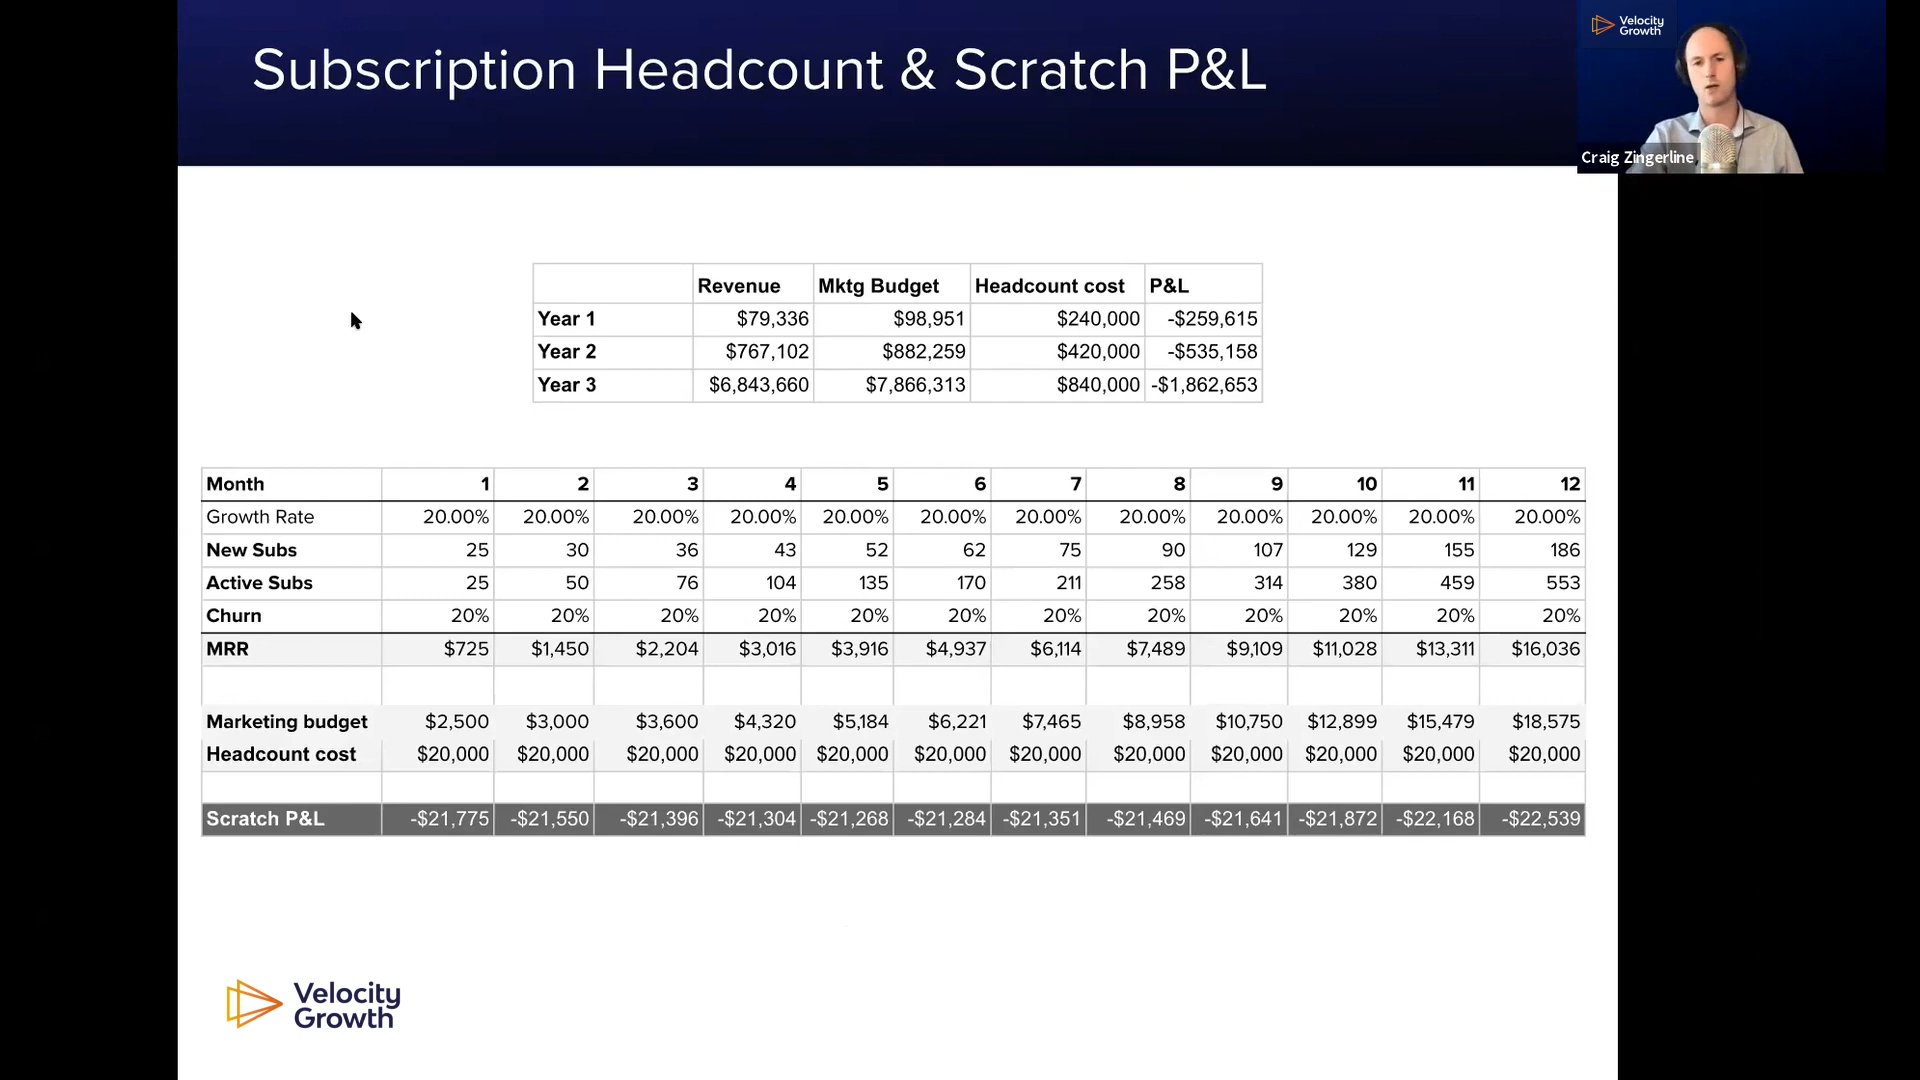 Subscription Headcount & Scratch P&L
Velocity
Growth
Craig Zingerline
Revenue Mktg Budget Headcount cost P&L
Year 1 $79,336 $98,951 $240,000 -$259,615
Year 2 $767,102 $882,259 $420,000 -$535,158
Year 3 $6,843,660 $7,866,313 $840,000 -$1,862,653
Month 1 2 3 4 5 6 7 8 9 10 11 12
Growth Rate 20.00% 20.00% 20.00% 20.00% 20.00% 20.00% 20.00% 20.00% 20.00% 20.00% 20.00% 20.00%
New Subs 25 30 36 43 52 62 75 90 107 129 155 186
Active Subs 25 50 76 104 135 170 211 258 314 380 459 553
Churn 20% 20% 20% 20% 20% 20% 20% 20% 20% 20% 20% 20%
MRR $725 $1,450 $2,204 $3,016 $3,916 $4,937 $6,114 $7,489 $9,109 $11,028 $13,311 $16,036
Marketing budget $2,500 $3,000 $3,600 $4,320 $5,184 $6,221 $7,465 $8,958 $10,750 $12,899 $15,479 $18,575
Headcount cost $20,000 $20,000 $20,000 $20,000 $20,000 $20,000 $20,000 $20,000 $20,000 $20,000 $20,000 $20,000
Scratch P&L -$21,775 -$21,550 -$21,396 -$21,304 -$21,268 -$21,284 -$21,351 -$21,469 -$21,641 -$21,872 -$22,168 -$22,539
Velocity
Growth